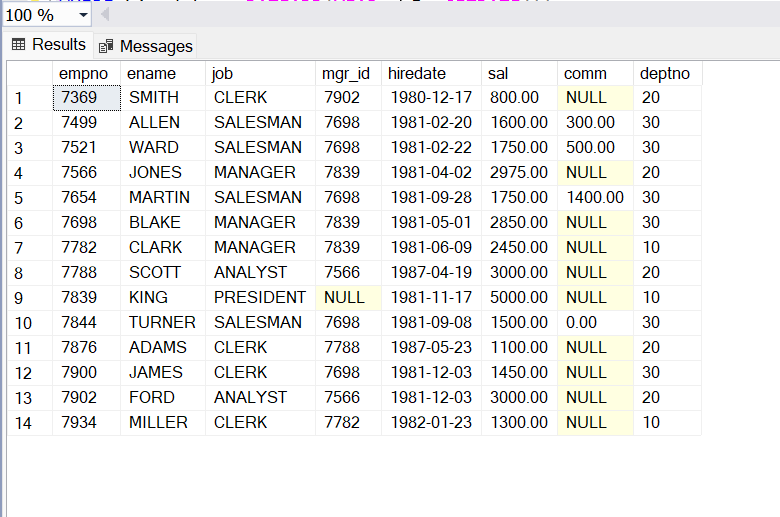 100 %
Results Messages
empno ename job mgr_id hiredate sal comm deptno
1 7369 SMITH CLERK 7902 1980-12-17 800.00 NULL 20
2 7499 ALLEN SALESMAN 7698 1981-02-20 1600.00 300.00 30
3 7521 WARD SALESMAN 7698 1981-02-22 1750.00 500.00 30
4 7566 JONES MANAGER 7839 1981-04-02 2975.00 NULL 20
5 7654 MARTIN SALESMAN 7698 1981-09-28 1750.00 1400.00 30
6 7698 BLAKE MANAGER 7839 1981-05-01 2850.00 NULL 30
7 7782 CLARK MANAGER 7839 1981-06-09 2450.00 NULL 10
8 7788 SCOTT ANALYST 7566 1987-04-19 3000.00 NULL 20
9 7839 KING PRESIDENT NULL 1981-11-17 5000.00 NULL 10
10 7844 TURNER SALESMAN 7698 1981-09-08 1500.00 0.00 30
11 7876 ADAMS CLERK 7788 1987-05-23 1100.00 NULL 20
12 7900 JAMES CLERK 7698 1981-12-03 1450.00 NULL 30
13 7902 FORD ANALYST 7566 1981-12-03 3000.00 NULL 20
14 7934 MILLER CLERK 7782 1982-01-23 1300.00 NULL 10